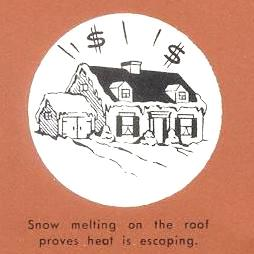 $ $
Snow melting on the roof
proves heat is escaping.